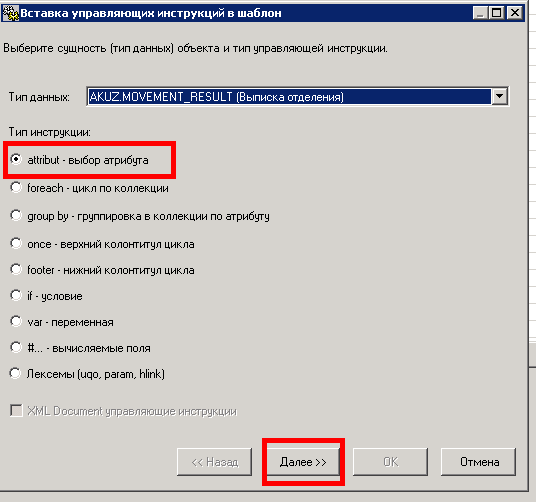 Вставка управляющих инструкций в шаблон
Выберите сущность (тип данных) объекта и тип управляющей инструкции.
Тип данных: AKUZ.MOVEMENT_RESULT (Выписка отделения)
Тип инструкции:
attribut - выбор атрибута
foreach - цикл по коллекции
group by - группировка в коллекции по атрибуту
once - верхний колонтитул цикла
footer - нижний колонтитул цикла
if - условие
var - переменная
#... - вычисляемые поля
Лексемы (uqo, param, hlink)
XML Document управляющие инструкции
<< Назад Далее >> OK Отмена